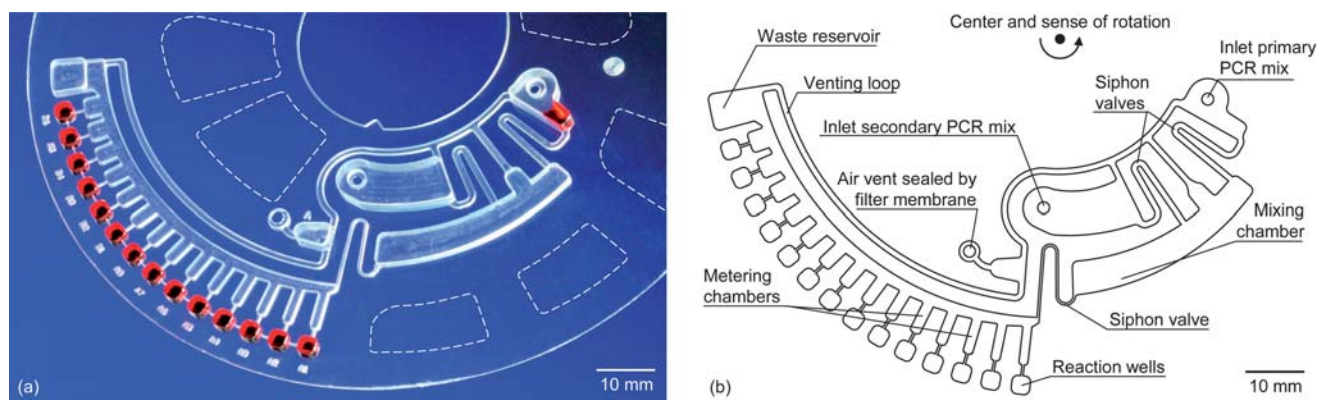 A
(a)
10 mm
Center and sense of rotation
Waste reservoir
Inlet primary
PCR mix
Siphon
valves
Venting loop
Inlet secondary PCR mix
Air vent sealed by
filter membrane
Mixing
chamber
Metering
chambers
Siphon valve
Reaction wells
(b)
10 mm